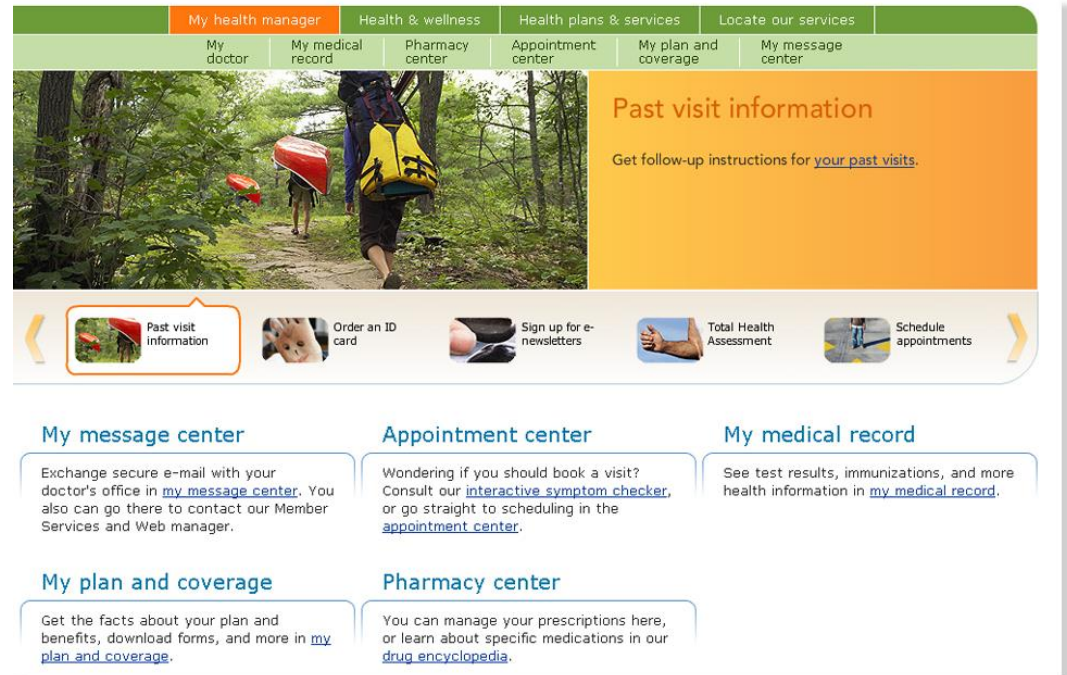 My health manager
Health & wellness
Health plans & services
Locate our services
My
doctor
My medical
record
Pharmacy
center
Appointment
center
My plan and
coverage
My message
center
Past visit information
Get follow-up instructions for your past visits.
Past visit
information
Order an ID
card
Sign up for e-
newsletters
Total Health
Assessment
Schedule
appointments
My message center
Exchange secure e-mail with your
doctor's office in my message center. You
also can go there to contact our Member
Services and Web manager.
Appointment center
Wondering if you should book a visit?
Consult our interactive symptom checker,
or go straight to scheduling in the
appointment center.
My medical record
See test results, immunizations, and more
health information in my medical record.
My plan and coverage
Get the facts about your plan and
benefits, download forms, and more in my
plan and coverage.
Pharmacy center
You can manage your prescriptions here,
or learn about specific medications in our
drug encyclopedia.